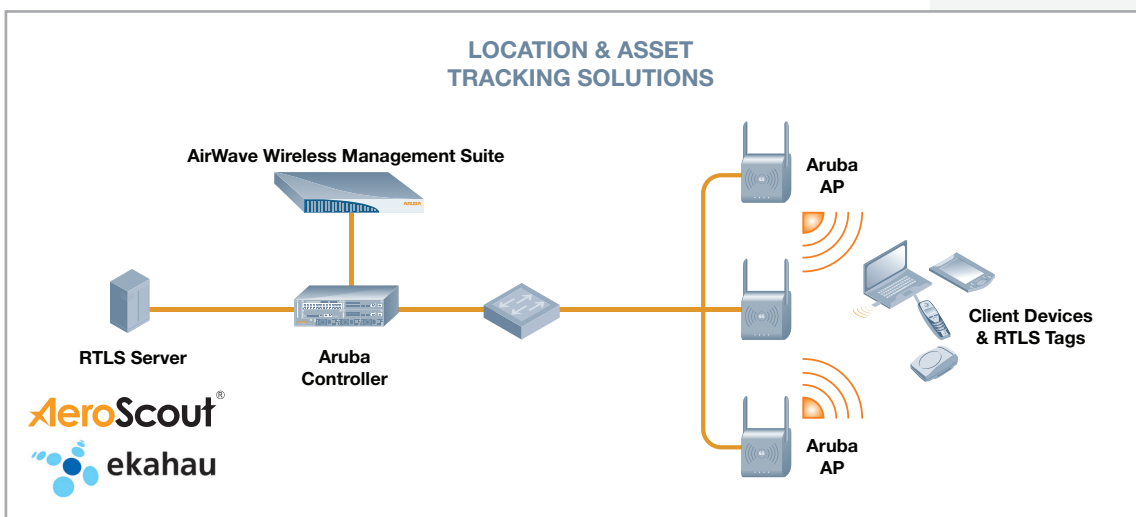 LOCATION & ASSET
TRACKING SOLUTIONS
AirWave Wireless Management Suite
ARUBA
Aruba
AP
RTLS Server
Aruba
Controller
Client Devices
& RTLS Tags
AeroScout®
ekahau
Aruba
AP